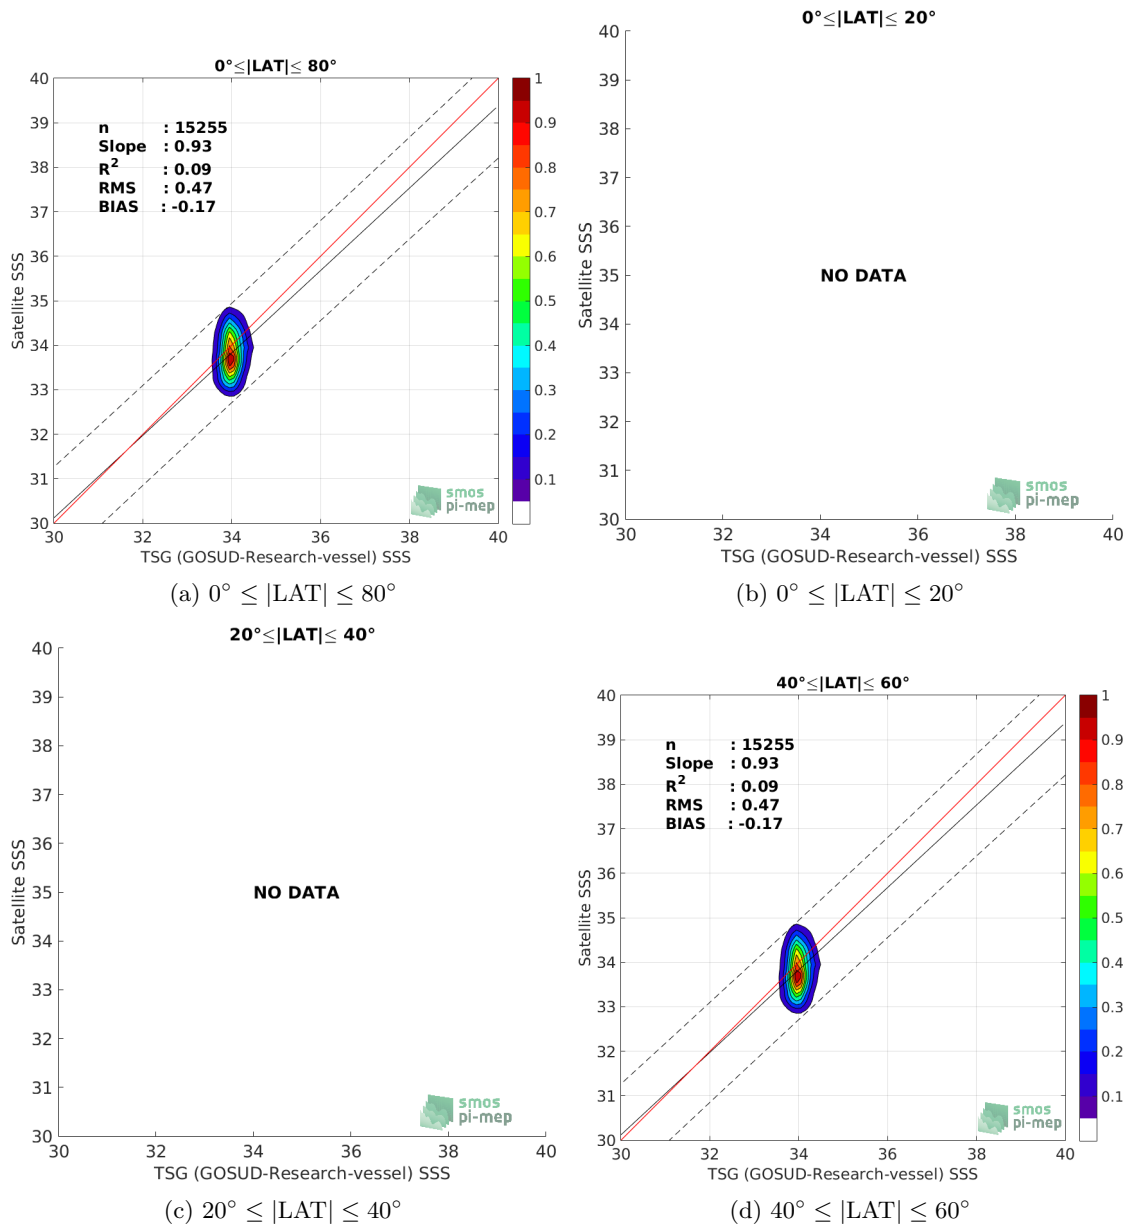 0°≤|LAT|≤ 80°
40
39
38
37
36
35
34
33
32
31
30
Satellite SSS
n : 15255
Slope : 0.93
R2 : 0.09
RMS : 0.47
BIAS : -0.17
smos
pi-mep
30 32 34 36 38 40
TSG (GOSUD-Research-vessel) SSS
1
0.9
0.8
0.7
0.6
0.5
0.4
0.3
0.2
0.1
(a) 0° ≤ |LAT| ≤ 80°
0°≤|LAT|≤ 20°
40
39
38
37
36
35
34
33
32
31
30
Satellite SSS
NO DATA
smos
pi-mep
30 32 34 36 38 40
TSG (GOSUD-Research-vessel) SSS
(b) 0° ≤ |LAT| ≤ 20°
20°≤|LAT|≤ 40°
40
39
38
37
36
35
34
33
32
31
30
Satellite SSS
NO DATA
smos
pi-mep
30 32 34 36 38 40
TSG (GOSUD-Research-vessel) SSS
(c) 20° ≤ |LAT| ≤ 40°
40°≤|LAT|≤ 60°
40
39
38
37
36
35
34
33
32
31
30
Satellite SSS
n : 15255
Slope : 0.93
R2 : 0.09
RMS : 0.47
BIAS : -0.17
smos
pi-mep
30 32 34 36 38 40
TSG (GOSUD-Research-vessel) SSS
1
0.9
0.8
0.7
0.6
0.5
0.4
0.3
0.2
0.1
(d) 40° ≤ |LAT| ≤ 60°